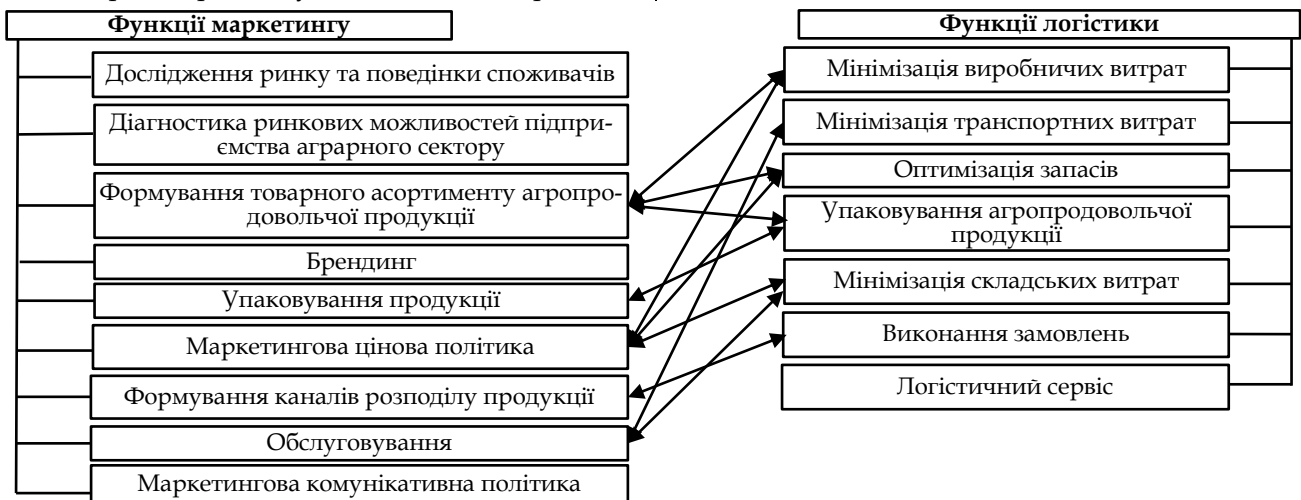 Функції маркетингу
Дослідження ринку та поведінки споживачів
Діагностика ринкових можливостей підпри-
ємства аграрного сектору
Формування товарного асортименту агропро-
довольчої продукції
Брендинг
Упаковування продукції
Маркетингова цінова політика
Формування каналів розподілу продукції
Обслуговування
Маркетингова комунікативна політика
Функції логістики
Мінімізація виробничих витрат
Мінімізація транспортних витрат
Оптимізація запасів
Упаковування агропродовольчої
продукції
Мінімізація складських витрат
Виконання замовлень
Логістичний сервіс